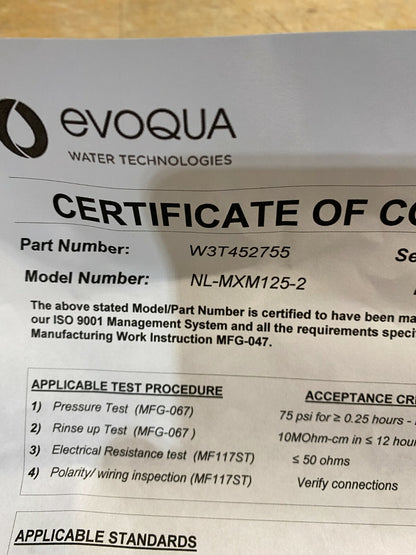 evoQUA
WATER TECHNOLOGIES
CERTIFICATE OF CO
Part Number: W3T452755 Se
Model Number: NL-MXM125-2
The above stated Model/Part Number is certified to have been ma
our ISO 9001 Management System and all the requirements specif
Manufacturing Work Instruction MFG-047.
APPLICABLE TEST PROCEDURE ACCEPTANCE CRI
1) Pressure Test (MFG-067) 75 psi for ≥ 0.25 hours -
2) Rinse up Test (MFG-067 ) 10MOhm-cm in ≤ 12 hour
3) Electrical Resistance test (MF117ST) ≤ 50 ohms
4) Polarity/ wiring inspection (MF117ST) Verify connections
APPLICABLE STANDARDS